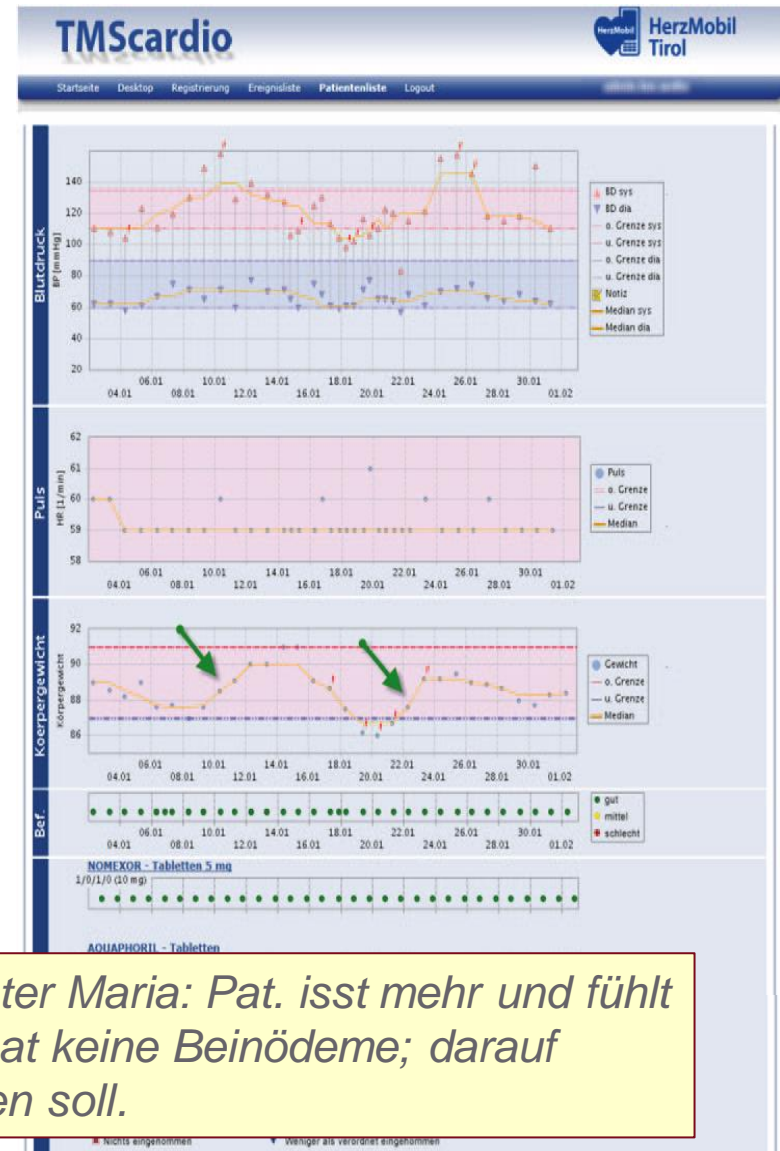 TMScardio
HerzMobil
HerzMobil
Tirol
Startseite Desktop Registrierung Ereignisliste Patientenliste Logout
Blutdruck
BP [mmHg]
140
120
100
80
60
40
20
06.01 10.01 14.01 18.01 22.01 26.01 30.01
04.01 08.01 12.01 16.01 20.01 24.01 28.01 01.02
BD sys
BD dia
o. Grenze sys
u. Grenze sys
o. Grenze dia
u. Grenze dia
Notiz
Median sys
Median dia
Puls
HR [1/min]
62
61
60
59
58
06.01 10.01 14.01 18.01 22.01 26.01 30.01
04.01 08.01 12.01 16.01 20.01 24.01 28.01 01.02
Puls
o. Grenze
u. Grenze
Median
Koerpergewicht
Körpergewicht
92
90
88
86
06.01 10.01 14.01 18.01 22.01 26.01 30.01
04.01 08.01 12.01 16.01 20.01 24.01 28.01 01.02
Gewicht
o. Grenze
u. Grenze
Median
Bef.
06.01 10.01 14.01 18.01 22.01 26.01 30.01
04.01 08.01 12.01 16.01 20.01 24.01 28.01 01.02
gut
mittel
schlecht
NOMEXOR - Tabletten 5 mg
1/0/1/0 (10 mg)
AQUAPHORIL - Tabletten
ter Maria: Pat. isst mehr und fühlt
at keine Beinödeme; darauf
en soll.
Nichts eingenommen Weniger als verordnet eingenommen